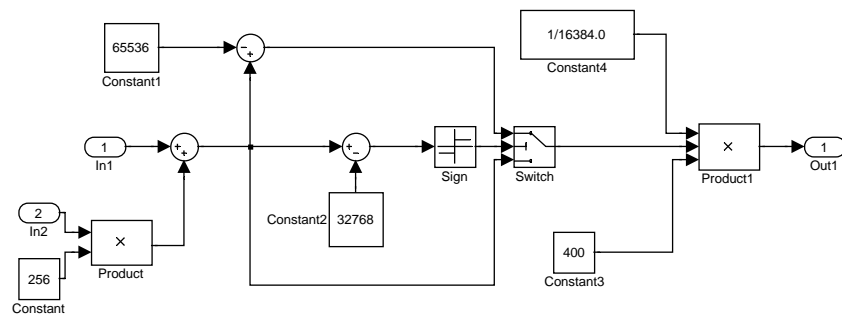 65536
Constant1
1/16384.0
Constant4
1
In1
Sign
Switch
×
Product1
1
Out1
2
In2
×
Product
256
Constant
Constant2
32768
400
Constant3